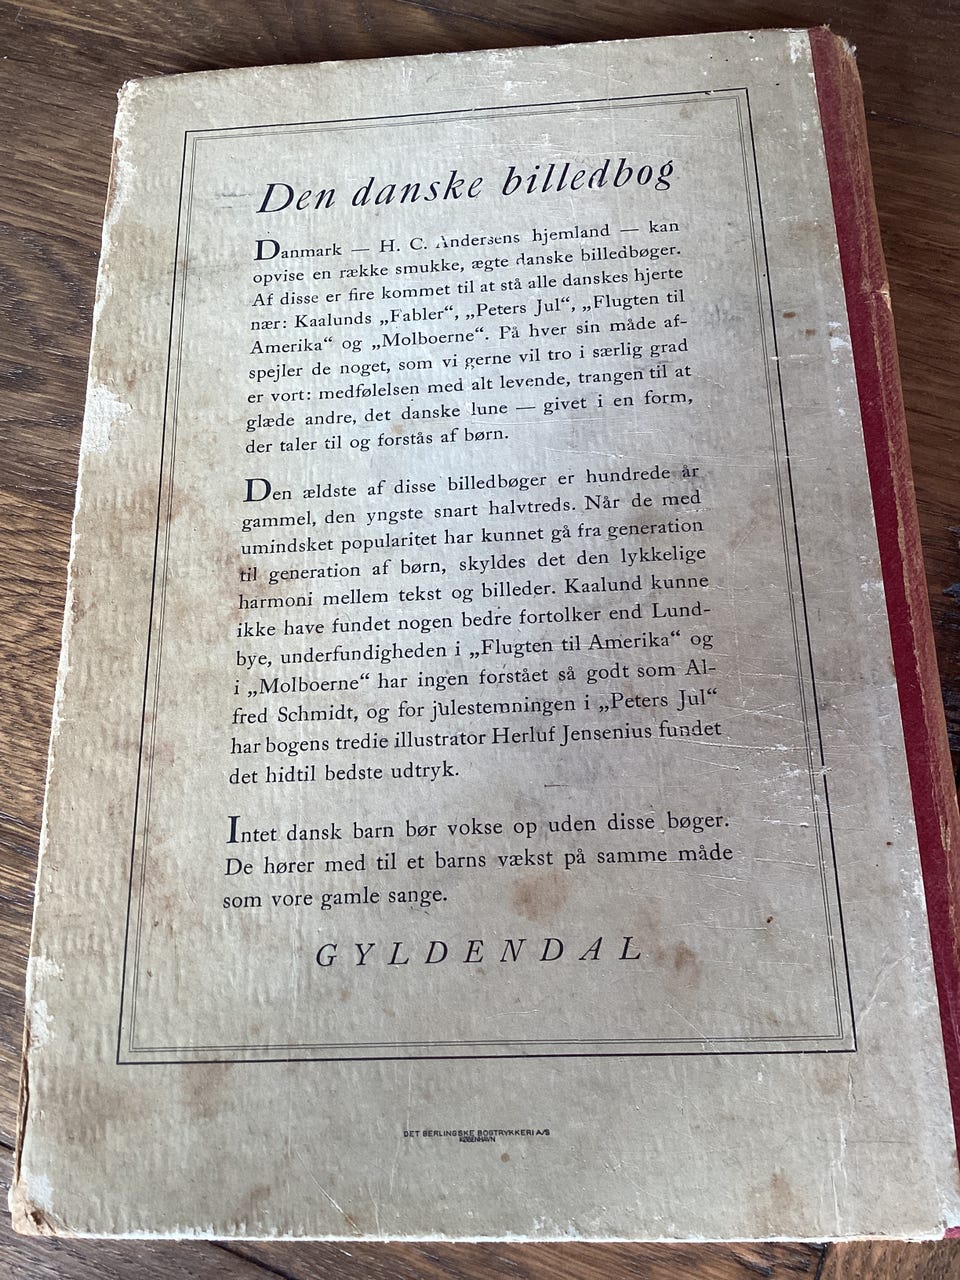 Den danske billedbog
Danmark — H. C. Andersens hjemland — kan
opvise en række smukke, ægte danske billedbøger.
Af disse er fire kommet til at stå alle danskes hjerte
nær: Kaalunds „Fabler“, „Peters Jul“, „Flugten til
Amerika“ og „Molboerne“. På hver sin måde af-
spejler de noget, som vi gerne vil tro i særlig grad
er vort: medfølelsen med alt levende, trangen til at
glæde andre, det danske lune — givet i en form,
der taler til og forstås af børn.
Den ældste af disse billedbøger er hundrede år
gammel, den yngste snart halvtreds. Når de med
umindsket popularitet har kunnet gå fra generation
til generation af børn, skyldes det den lykkelige
harmoni mellem tekst og billeder. Kaalund kunne
ikke have fundet nogen bedre fortolker end Lund-
bye, underfundigheden i „Flugten til Amerika“ og
i „Molboerne“ har ingen forstået så godt som Al-
fred Schmidt, og for julestemningen i „Peters Jul“
har bogens tredie illustrator Herluf Jensenius fundet
det hidtil bedste udtryk.
Intet dansk barn bør vokse op uden disse bøger.
De hører med til et barns vækst på samme måde
som vore gamle sange.
GYLDENDAL
DET BERLINGSKE BOGTRYKKERI A/S
KØBENHAVN